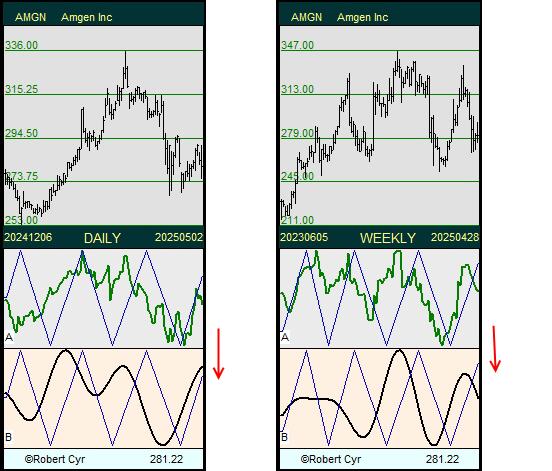 AMGN Amgen Inc
336.00
315.25
294.50
273.75
253.00
20241206 DAILY 20250502
A
B
©Robert Cyr 281.22
AMGN Amgen Inc
347.00
313.00
279.00
245.00
211.00
20230605 WEEKLY 20250428
A
B
©Robert Cyr 281.22